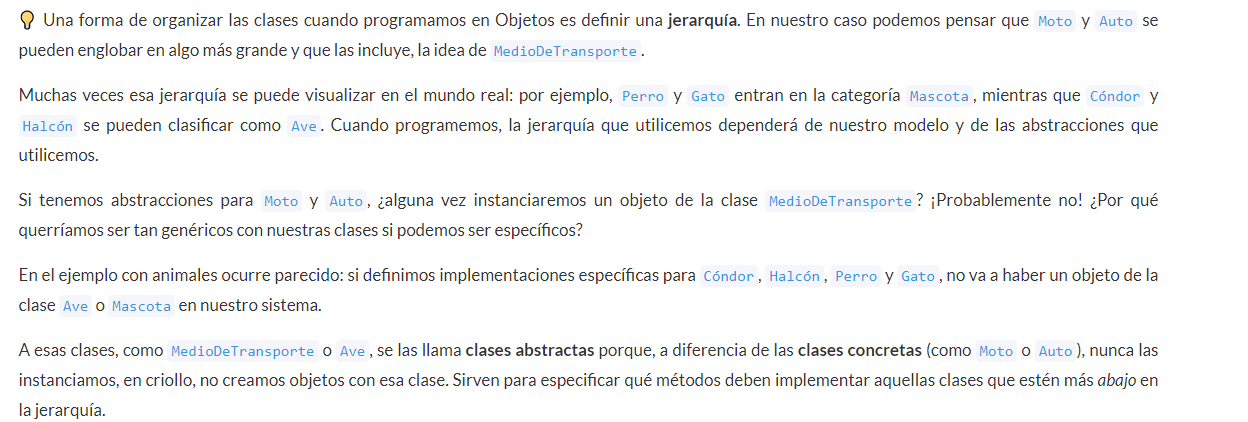 💡 Una forma de organizar las clases cuando programamos en Objetos es definir una jerarquía. En nuestro caso podemos pensar que Moto y Auto se
pueden englobar en algo más grande y que las incluye, la idea de MedioDeTransporte.
Muchas veces esa jerarquía se puede visualizar en el mundo real: por ejemplo, Perro y Gato entran en la categoría Mascota, mientras que Cóndor y
Halcón se pueden clasificar como Ave. Cuando programemos, la jerarquía que utilicemos dependerá de nuestro modelo y de las abstracciones que
utilicemos.
Si tenemos abstracciones para Moto y Auto, ¿alguna vez instanciaremos un objeto de la clase MedioDeTransporte? ¡Probablemente no! ¿Por qué
querríamos ser tan genéricos con nuestras clases si podemos ser específicos?
En el ejemplo con animales ocurre parecido: si definimos implementaciones específicas para Cóndor, Halcón, Perro y Gato, no va a haber un objeto de la
clase Ave o Mascota en nuestro sistema.
A esas clases, como MedioDeTransporte o Ave, se las llama clases abstractas porque, a diferencia de las clases concretas (como Moto o Auto), nunca las
instanciamos, en criollo, no creamos objetos con esa clase. Sirven para especificar qué métodos deben implementar aquellas clases que estén más abajo en
la jerarquía.